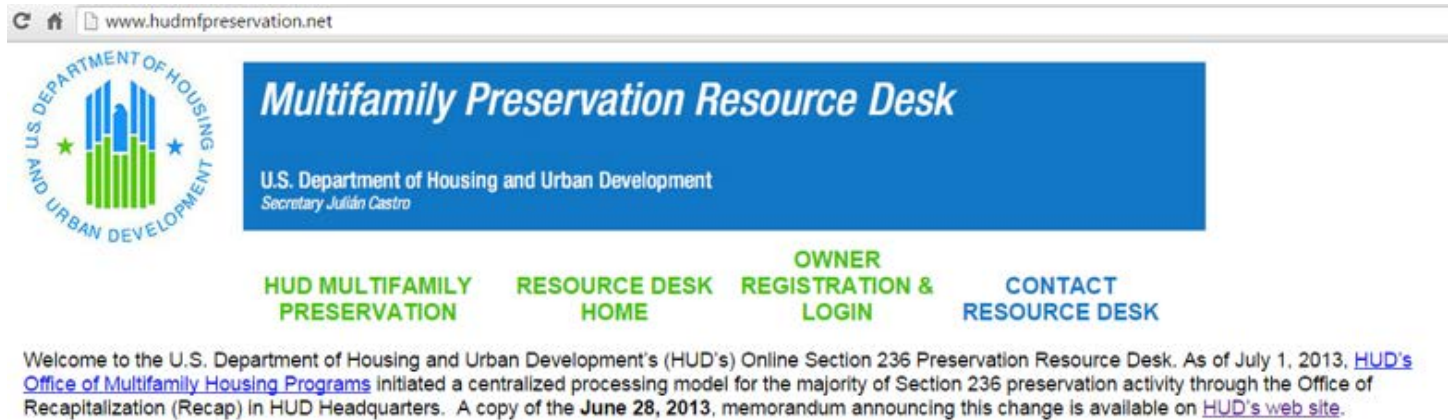 www.hudmfpreservation.net
U.S. DEPARTMENT OF HOUSING
AND URBAN DEVELOPMENT
Multifamily Preservation Resource Desk
U.S. Department of Housing and Urban Development
Secretary Julián Castro
HUD MULTIFAMILY PRESERVATION
RESOURCE DESK HOME
OWNER REGISTRATION & LOGIN
CONTACT RESOURCE DESK
Welcome to the U.S. Department of Housing and Urban Development's (HUD's) Online Section 236 Preservation Resource Desk. As of July 1, 2013, HUD's
Office of Multifamily Housing Programs initiated a centralized processing model for the majority of Section 236 preservation activity through the Office of
Recapitalization (Recap) in HUD Headquarters. A copy of the June 28, 2013, memorandum announcing this change is available on HUD's web site.